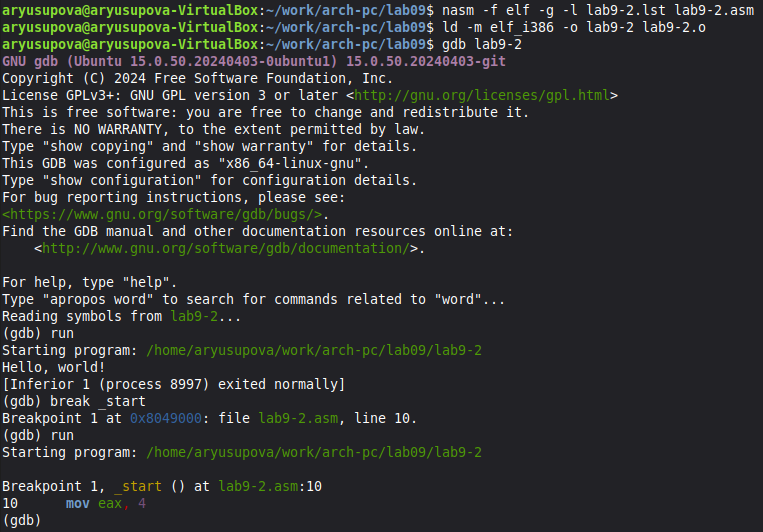 aryusupova@aryusupova-VirtualBox:~/work/arch-pc/lab09$ nasm -f elf -g -l lab9-2.lst lab9-2.asm
aryusupova@aryusupova-VirtualBox:~/work/arch-pc/lab09$ ld -m elf_i386 -o lab9-2 lab9-2.o
aryusupova@aryusupova-VirtualBox:~/work/arch-pc/lab09$ gdb lab9-2
GNU gdb (Ubuntu 15.0.50.20240403-0ubuntu1) 15.0.50.20240403-git
Copyright (C) 2024 Free Software Foundation, Inc.
License GPLv3+: GNU GPL version 3 or later <http://gnu.org/licenses/gpl.html>
This is free software: you are free to change and redistribute it.
There is NO WARRANTY, to the extent permitted by law.
Type "show copying" and "show warranty" for details.
This GDB was configured as "x86_64-linux-gnu".
Type "show configuration" for configuration details.
For bug reporting instructions, please see:
<https://www.gnu.org/software/gdb/bugs/>.
Find the GDB manual and other documentation resources online at:
    <http://www.gnu.org/software/gdb/documentation/>.

For help, type "help".
Type "apropos word" to search for commands related to "word"...
Reading symbols from lab9-2...
(gdb) run
Starting program: /home/aryusupova/work/arch-pc/lab09/lab9-2
Hello, world!
[Inferior 1 (process 8997) exited normally]
(gdb) break _start
Breakpoint 1 at 0x8049000: file lab9-2.asm, line 10.
(gdb) run
Starting program: /home/aryusupova/work/arch-pc/lab09/lab9-2

Breakpoint 1, _start () at lab9-2.asm:10
10      mov eax, 4
(gdb)